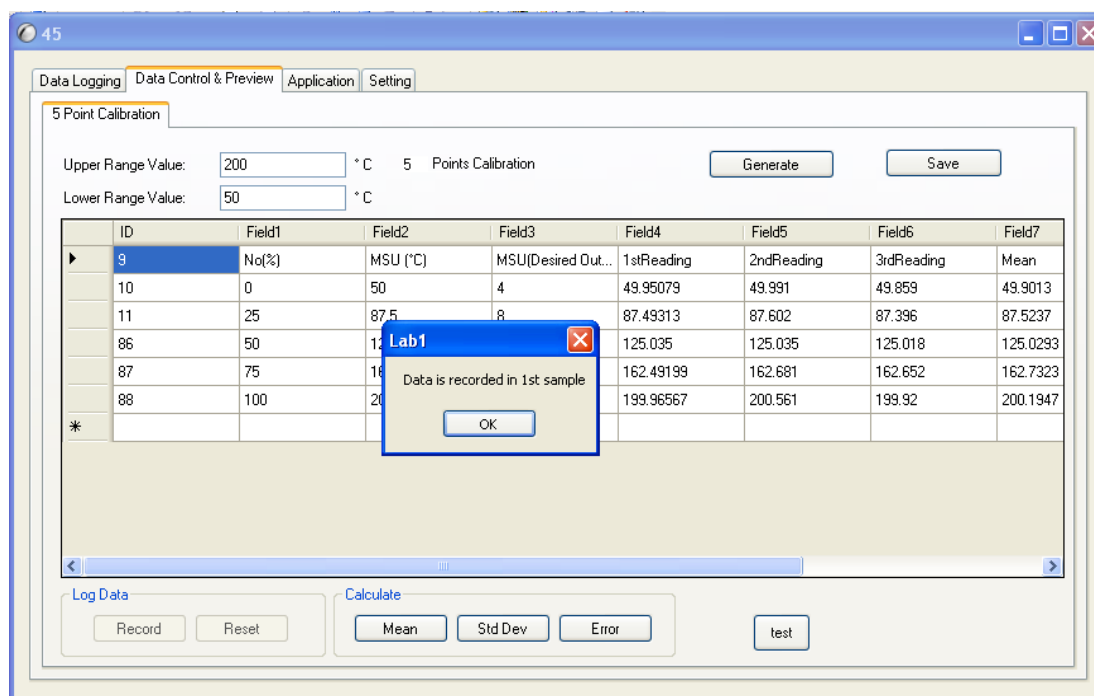 45
Data Logging Data Control & Preview Application Setting
5 Point Calibration
Upper Range Value: 200 ° C 5 Points Calibration Generate Save
Lower Range Value: 50 ° C
ID Field1 Field2 Field3 Field4 Field5 Field6 Field7
9 No(%) MSU (°C) MSU(Desired Out... 1stReading 2ndReading 3rdReading Mean
10 0 50 4 49.95079 49.991 49.859 49.9013
11 25 87.5 8 87.49313 87.602 87.396 87.5237
86 50 125.035 125.035 125.018 125.0293
87 75 162.49199 162.681 162.652 162.7323
88 100 199.96567 200.561 199.92 200.1947
Lab1
Data is recorded in 1st sample
OK
Log Data Calculate
Record Reset Mean Std Dev Error test